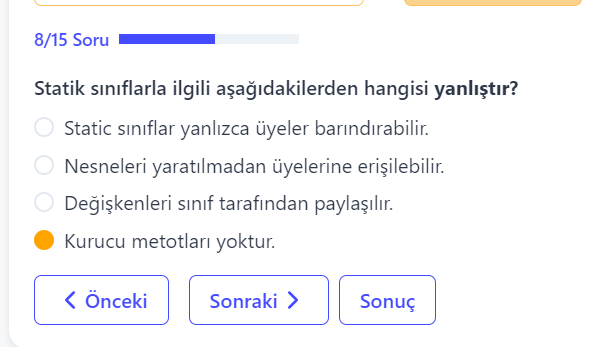 8/15 Soru
Statik sınıflarla ilgili aşağıdakilerden hangisi yanlıştır?
Static sınıflar yanlızca üyeler barındırabilir.
Nesneleri yaratılmadan üyelerine erişilebilir.
Değişkenleri sınıf tarafından paylaşılır.
Kurucu metotları yoktur.
Önceki
Sonraki
Sonuç